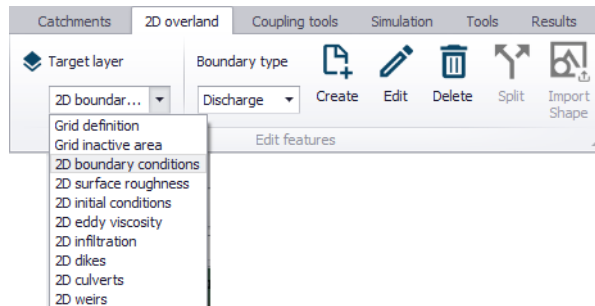 Catchments 2D overland Coupling tools Simulation Tools Results
Target layer Boundary type
2D boundar... Discharge Create Edit Delete Split Import Shape
Edit features
Grid definition
Grid inactive area
2D boundary conditions
2D surface roughness
2D initial conditions
2D eddy viscosity
2D infiltration
2D dikes
2D culverts
2D weirs